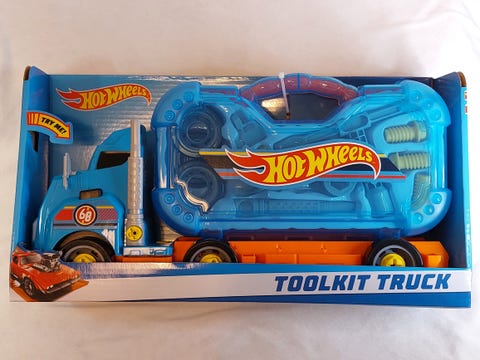 HOT WHEELS
TRY ME!
HOT WHEELS
68
TOOLKIT TRUCK